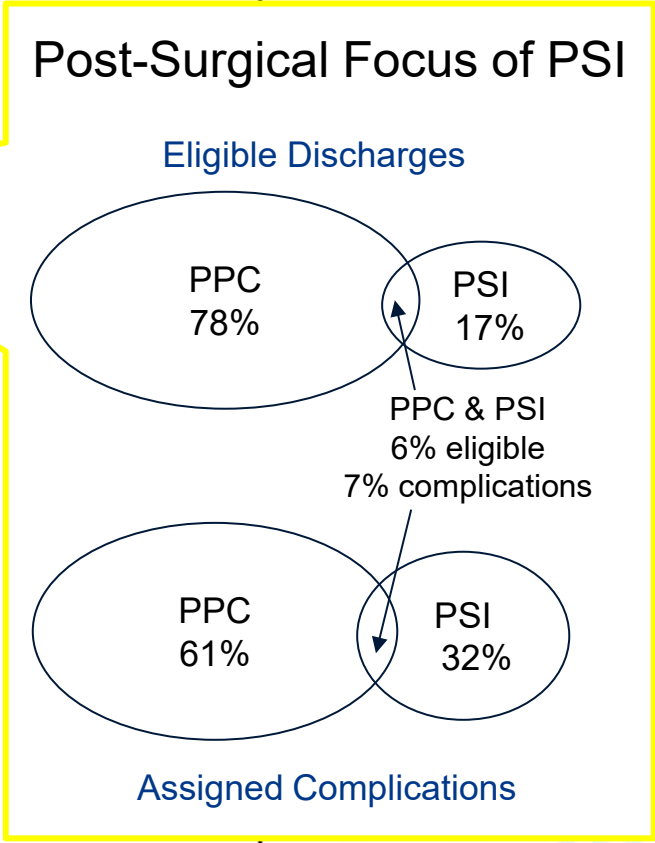 Post-Surgical Focus of PSI
Eligible Discharges
PPC
78%
PSI
17%
PPC & PSI
6% eligible
7% complications
PPC
61%
PSI
32%
Assigned Complications